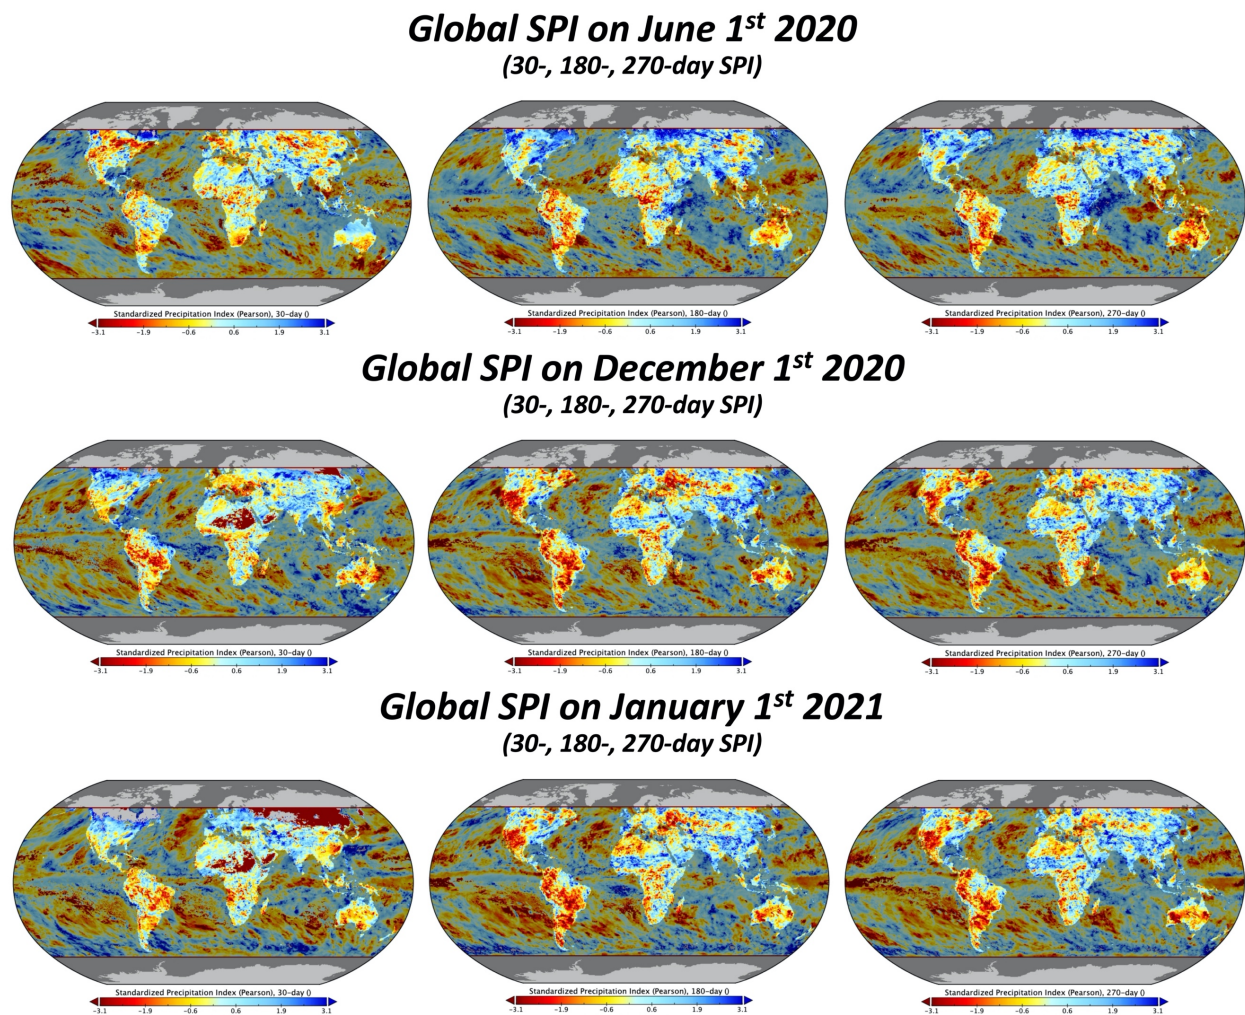 Global SPI on June 1st 2020
(30-, 180-, 270-day SPI)
Standardized Precipitation Index (Pearson), 30-day ()
-3.1 -1.9 -0.6 0.6 1.9 3.1
Standardized Precipitation Index (Pearson), 180-day ()
-3.1 -1.9 -0.6 0.6 1.9 3.1
Standardized Precipitation Index (Pearson), 270-day ()
-3.1 -1.9 -0.6 0.6 1.9 3.1
Global SPI on December 1st 2020
(30-, 180-, 270-day SPI)
Standardized Precipitation Index (Pearson), 30-day ()
-3.1 -1.9 -0.6 0.6 1.9 3.1
Standardized Precipitation Index (Pearson), 180-day ()
-3.1 -1.9 -0.6 0.6 1.9 3.1
Standardized Precipitation Index (Pearson), 270-day ()
-3.1 -1.9 -0.6 0.6 1.9 3.1
Global SPI on January 1st 2021
(30-, 180-, 270-day SPI)
Standardized Precipitation Index (Pearson), 30-day ()
-3.1 -1.9 -0.6 0.6 1.9 3.1
Standardized Precipitation Index (Pearson), 180-day ()
-3.1 -1.9 -0.6 0.6 1.9 3.1
Standardized Precipitation Index (Pearson), 270-day ()
-3.1 -1.9 -0.6 0.6 1.9 3.1